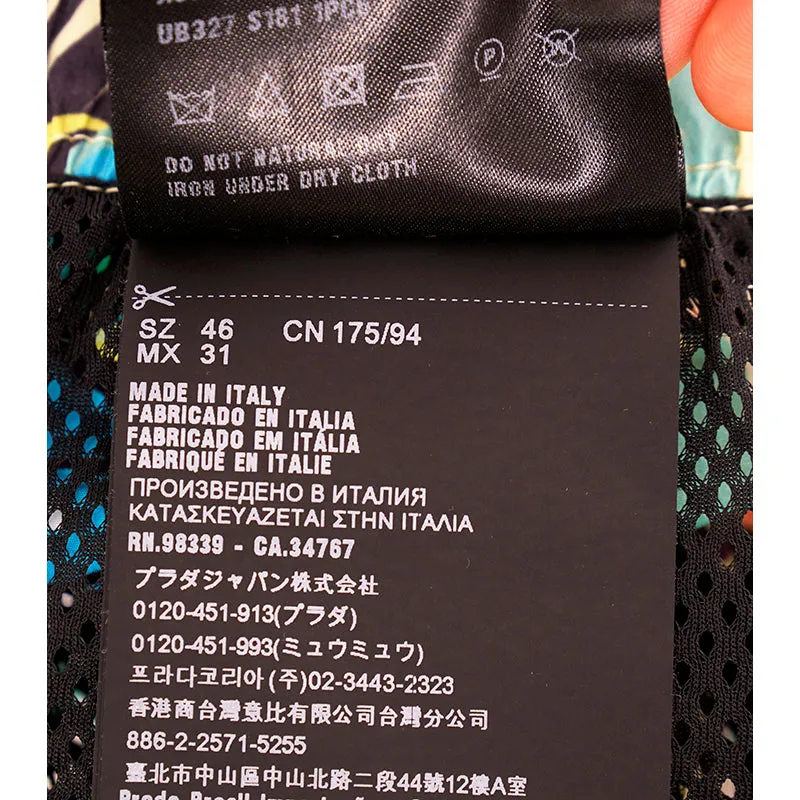 UB327 S181 1PCF
DO NOT NATURAL DRY
IRON UNDER DRY CLOTH
SZ 46 CN 175/94
MX 31
MADE IN ITALY
FABRICADO EN ITALIA
FABRICADO EM ITÁLIA
FABRIQUÉ EN ITALIE
ПРОИЗВЕДЕНО В ИТАЛИЯ
ΚΑΤΑΣΚΕΥΑΖΕΤΑΙ ΣΤΗΝ ΙΤΑΛΙΑ
RN.98339 - CA.34767
プラダジャパン株式会社
0120-451-913(プラダ)
0120-451-993(ミュウミュウ)
프라다코리아(주)02-3443-2323
香港商台灣意比有限公司台灣分公司
886-2-2571-5255
臺北市中山區中山北路二段44號12樓A室